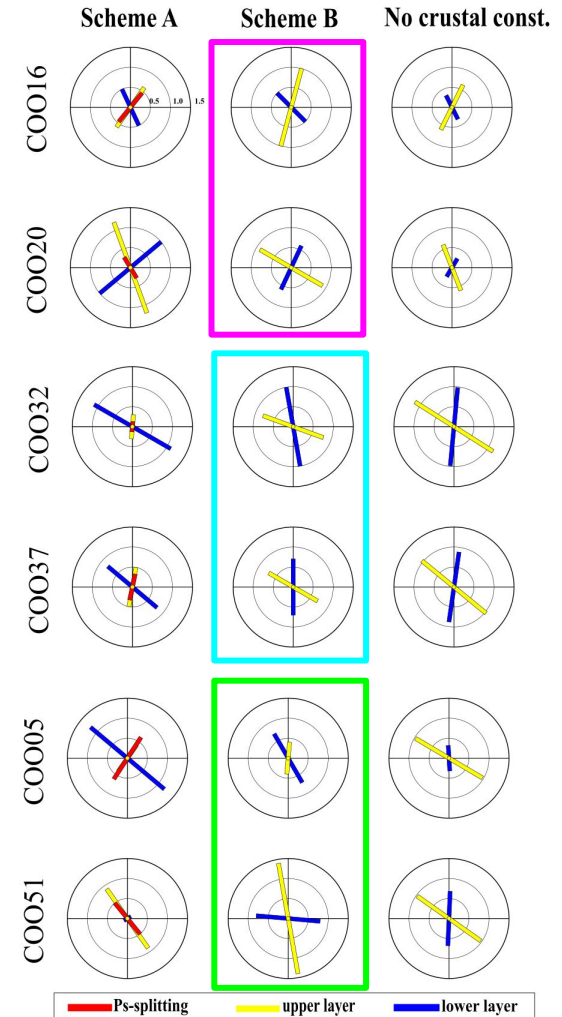 Scheme A Scheme B No crustal const.
COO16
0.5 1.0 1.5
COO20
COO32
COO37
COO05
COO51
Ps-splitting upper layer lower layer